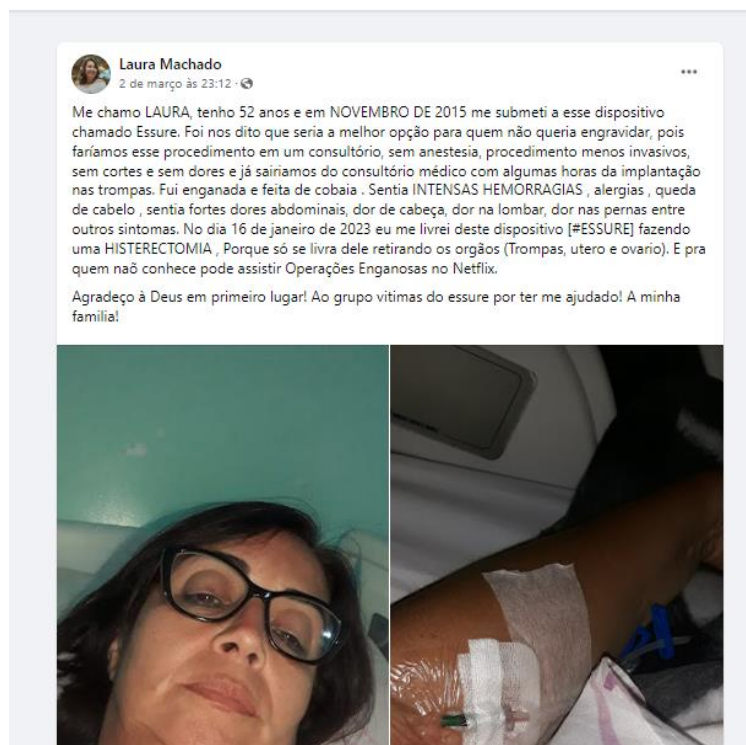 Laura Machado
2 de março às 23:12 ·
Me chamo LAURA, tenho 52 anos e em NOVEMBRO DE 2015 me submeti a esse dispositivo
chamado Essure. Foi nos dito que seria a melhor opção para quem não queria engravidar, pois
faríamos esse procedimento em um consultório, sem anestesia, procedimento menos invasivos,
sem cortes e sem dores e já sairiamos do consultório médico com algumas horas da implantação
nas trompas. Fui enganada e feita de cobaia . Sentia INTENSAS HEMORRAGIAS , alergias , queda
de cabelo , sentia fortes dores abdominais, dor de cabeça, dor na lombar, dor nas pernas entre
outros sintomas. No dia 16 de janeiro de 2023 eu me livrei deste dispositivo [#ESSURE] fazendo
uma HISTERECTOMIA , Porque só se livra dele retirando os orgãos (Trompas, utero e ovario). E pra
quem naõ conhece pode assistir Operações Enganosas no Netflix.
Agradeço à Deus em primeiro lugar! Ao grupo vitimas do essure por ter me ajudado! A minha
familia!